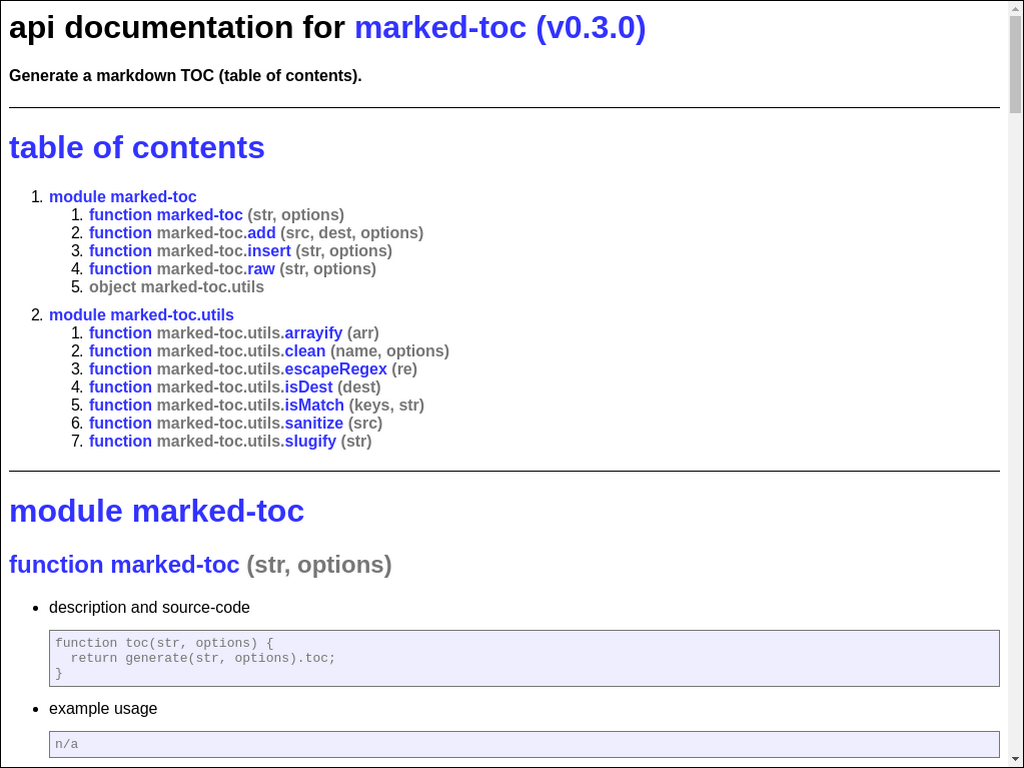 api documentation for marked-toc (v0.3.0)
Generate a markdown TOC (table of contents).
table of contents
1. module marked-toc
1. function marked-toc (str, options)
2. function marked-toc.add (src, dest, options)
3. function marked-toc.insert (str, options)
4. function marked-toc.raw (str, options)
5. object marked-toc.utils
2. module marked-toc.utils
1. function marked-toc.utils.arrayify (arr)
2. function marked-toc.utils.clean (name, options)
3. function marked-toc.utils.escapeRegex (re)
4. function marked-toc.utils.isDest (dest)
5. function marked-toc.utils.isMatch (keys, str)
6. function marked-toc.utils.sanitize (src)
7. function marked-toc.utils.slugify (str)
module marked-toc
function marked-toc (str, options)
• description and source-code
function toc(str, options) {
  return generate(str, options).toc;
}
• example usage
n/a